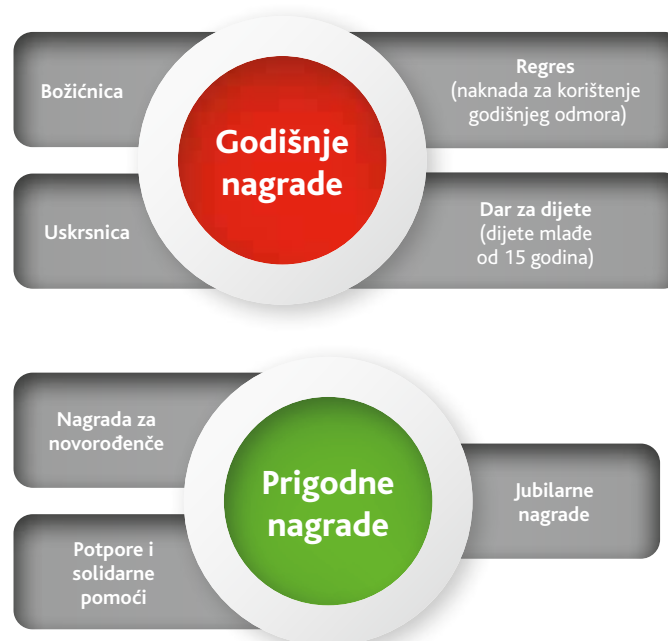 Božićnica
Uskrsnica
Godišnje
nagrade
Regres
(naknada za korištenje
godišnjeg odmora)
Dar za dijete
(dijete mlađe
od 15 godina)
Nagrada za
novorođenče
Potpore i
solidarne
pomoći
Prigodne
nagrade
Jubilarne
nagrade